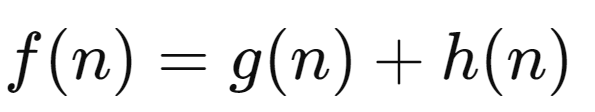 f(n) = g(n) + h(n)